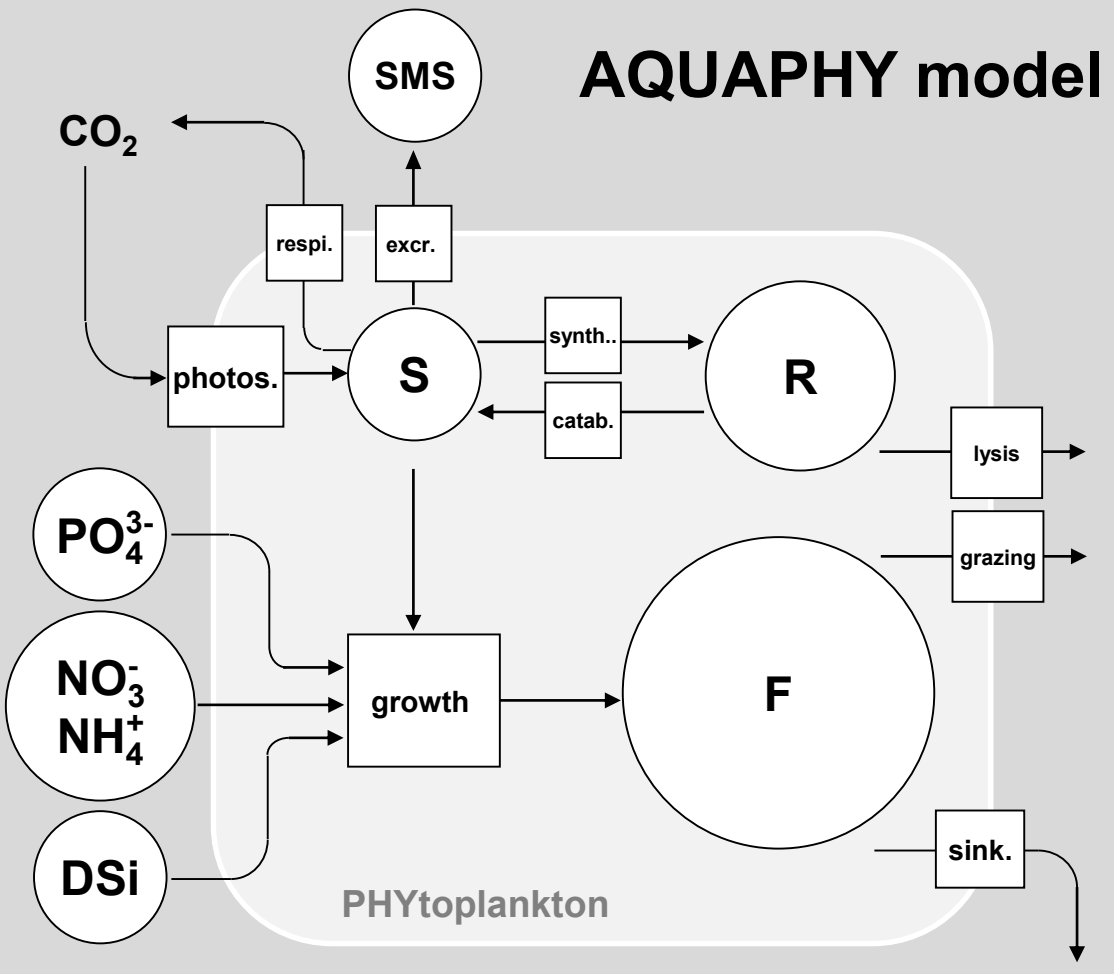 AQUAPHY model
SMS
CO₂
respi.
excr.
photos.
S
synth..
catab.
R
lysis
grazing
PO₄³⁻
NO₃⁻
NH₄⁺
DSi
growth
F
sink.
PHYtoplankton